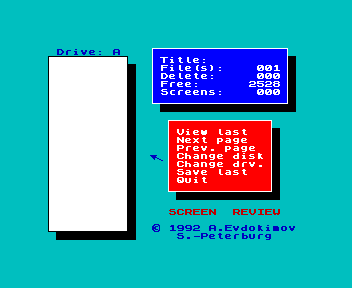 Drive: A
Title:
File(s): 001
Delete: 000
Free: 2528
Screens: 000
View last
Next page
Prev. page
Change disk
Change drv.
Save last
Quit
SCREEN REVIEW
© 1992 A.Evdokimov
S.-Peterburg